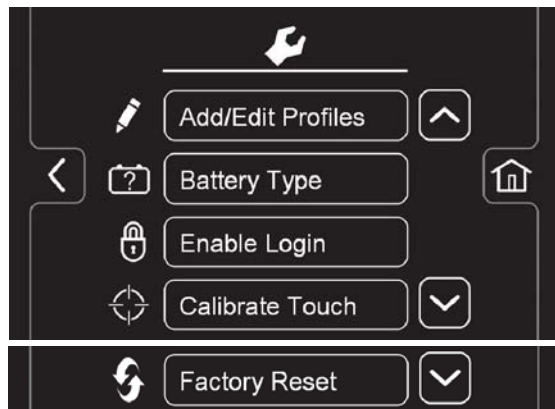 Add/Edit Profiles
?
Battery Type
Enable Login
Calibrate Touch
Factory Reset